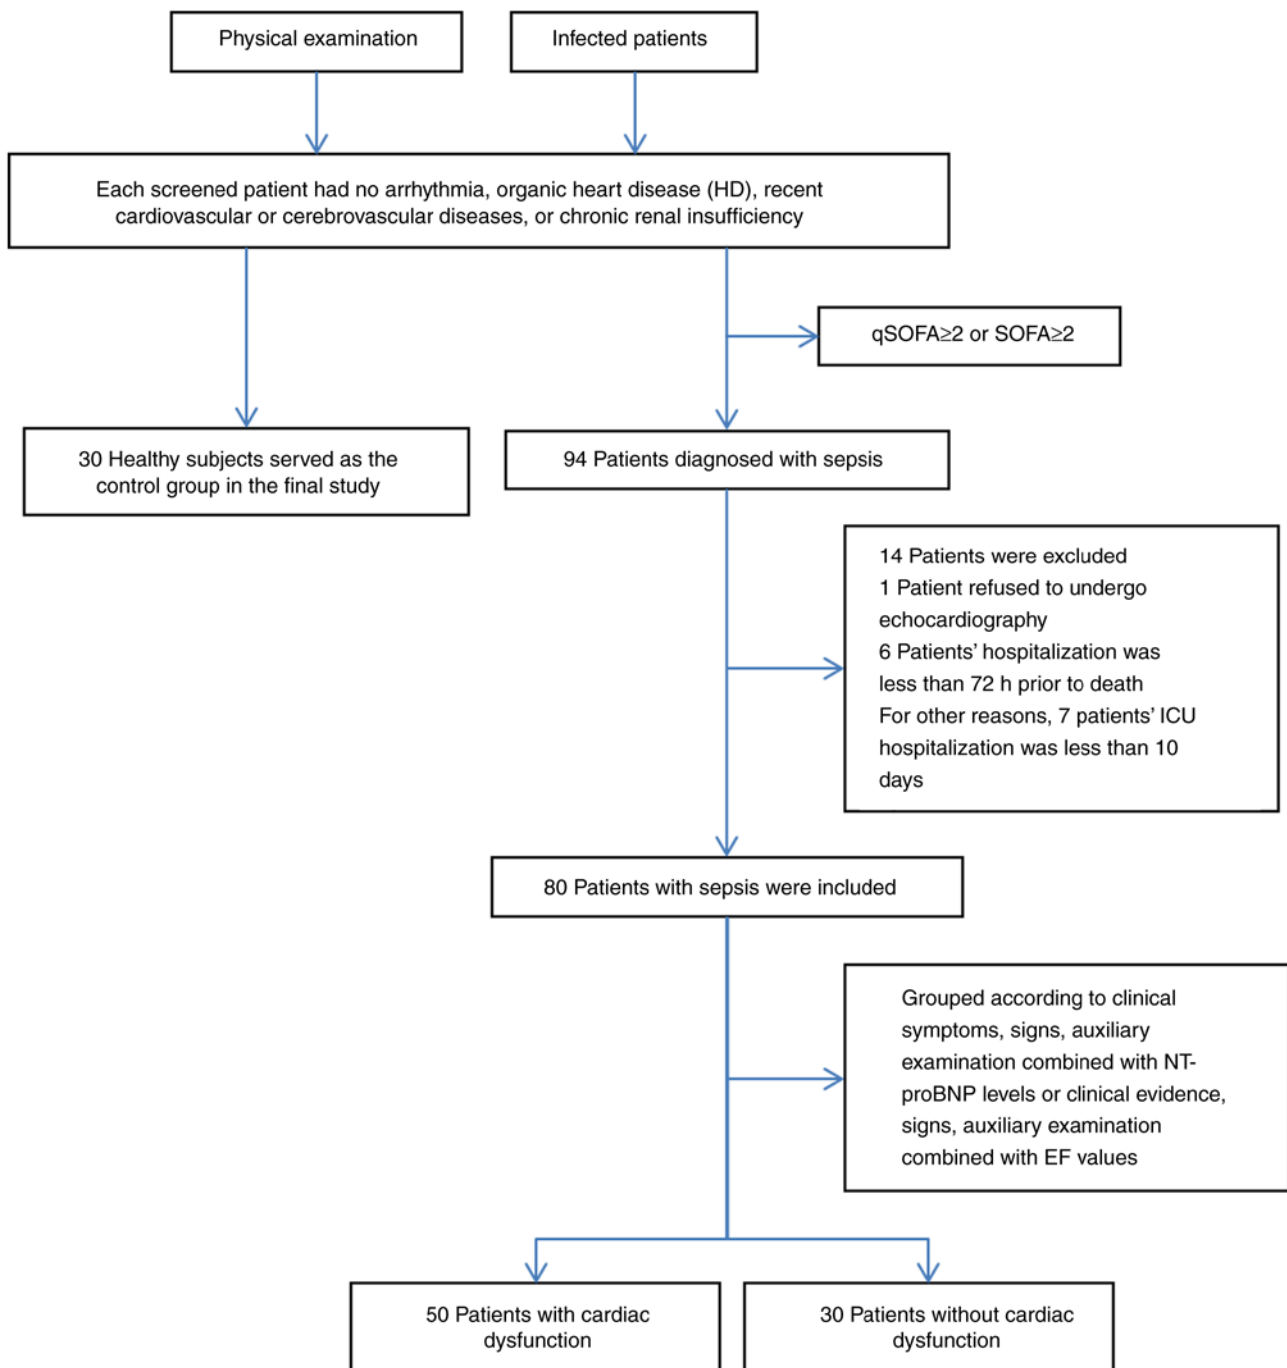 Physical examination
Infected patients
Each screened patient had no arrhythmia, organic heart disease (HD), recent
cardiovascular or cerebrovascular diseases, or chronic renal insufficiency
qSOFA≥2 or SOFA≥2
30 Healthy subjects served as the
control group in the final study
94 Patients diagnosed with sepsis
14 Patients were excluded
1 Patient refused to undergo
echocardiography
6 Patients’ hospitalization was
less than 72 h prior to death
For other reasons, 7 patients’ ICU
hospitalization was less than 10
days
80 Patients with sepsis were included
Grouped according to clinical
symptoms, signs, auxiliary
examination combined with NT-
proBNP levels or clinical evidence,
signs, auxiliary examination
combined with EF values
50 Patients with cardiac
dysfunction
30 Patients without cardiac
dysfunction